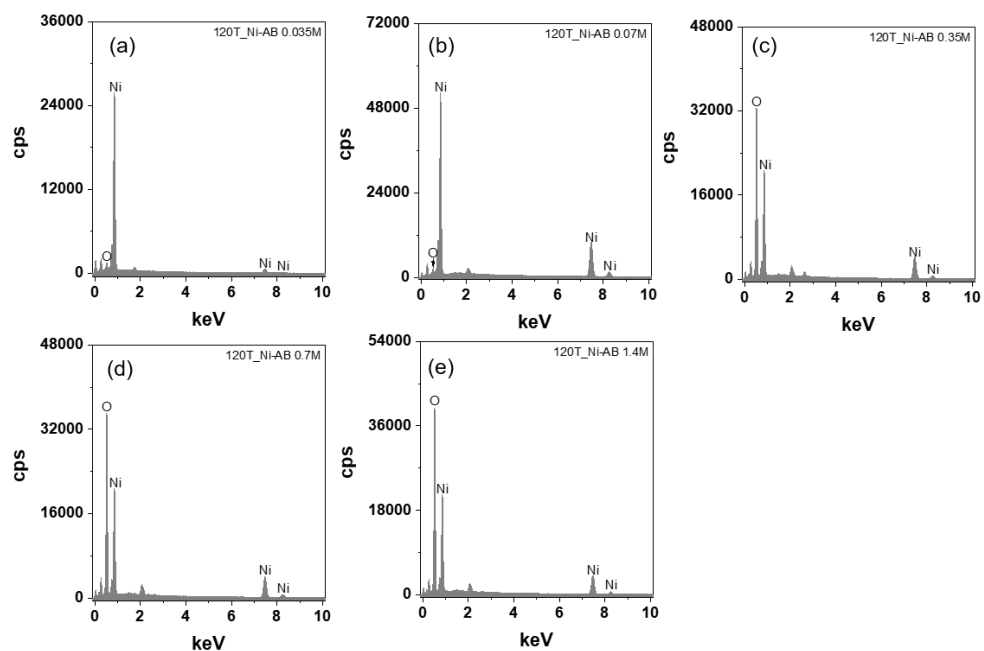 36000
24000
12000
0
cps
(a)
120T_Ni-AB 0.035M
Ni
O
Ni
Ni
0 2 4 6 8 10
keV
72000
48000
24000
0
cps
(b)
120T_Ni-AB 0.07M
Ni
O
Ni
Ni
0 2 4 6 8 10
keV
48000
32000
16000
0
cps
(c)
120T_Ni-AB 0.35M
O
Ni
Ni
Ni
0 2 4 6 8 10
keV
48000
32000
16000
0
cps
(d)
120T_Ni-AB 0.7M
O
Ni
Ni
Ni
0 2 4 6 8 10
keV
54000
36000
18000
0
cps
(e)
120T_Ni-AB 1.4M
O
Ni
Ni
Ni
0 2 4 6 8 10
keV